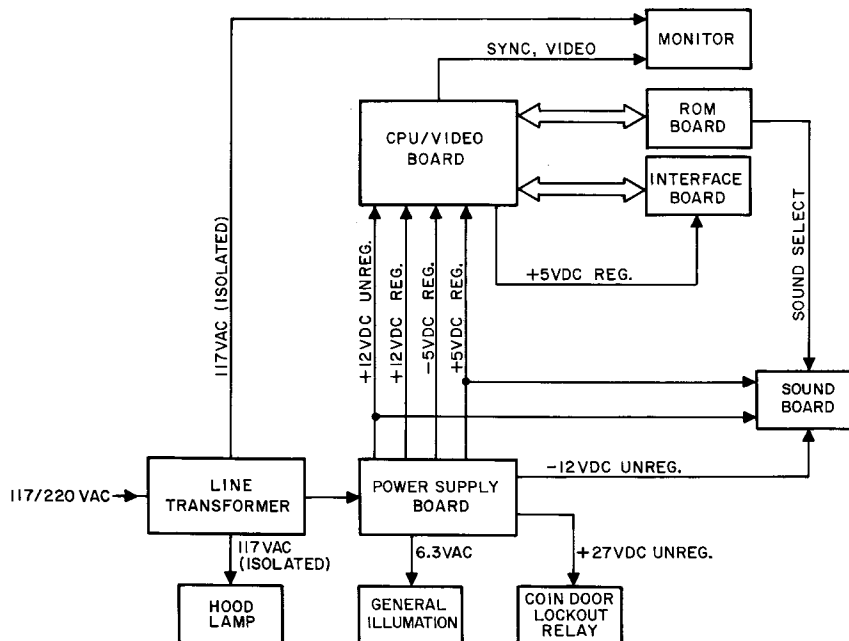 MONITOR
SYNC, VIDEO
CPU/VIDEO
BOARD
ROM
BOARD
INTERFACE
BOARD
117VAC (ISOLATED)
+12VDC UNREG.
+12VDC REG.
-5VDC REG.
+5VDC REG.
+5VDC REG.
SOUND SELECT
SOUND
BOARD
-12VDC UNREG.
117/220 VAC
LINE
TRANSFORMER
POWER SUPPLY
BOARD
117VAC
(ISOLATED)
6.3VAC
+27VDC UNREG.
HOOD
LAMP
GENERAL
ILLUMATION
COIN DOOR
LOCKOUT
RELAY